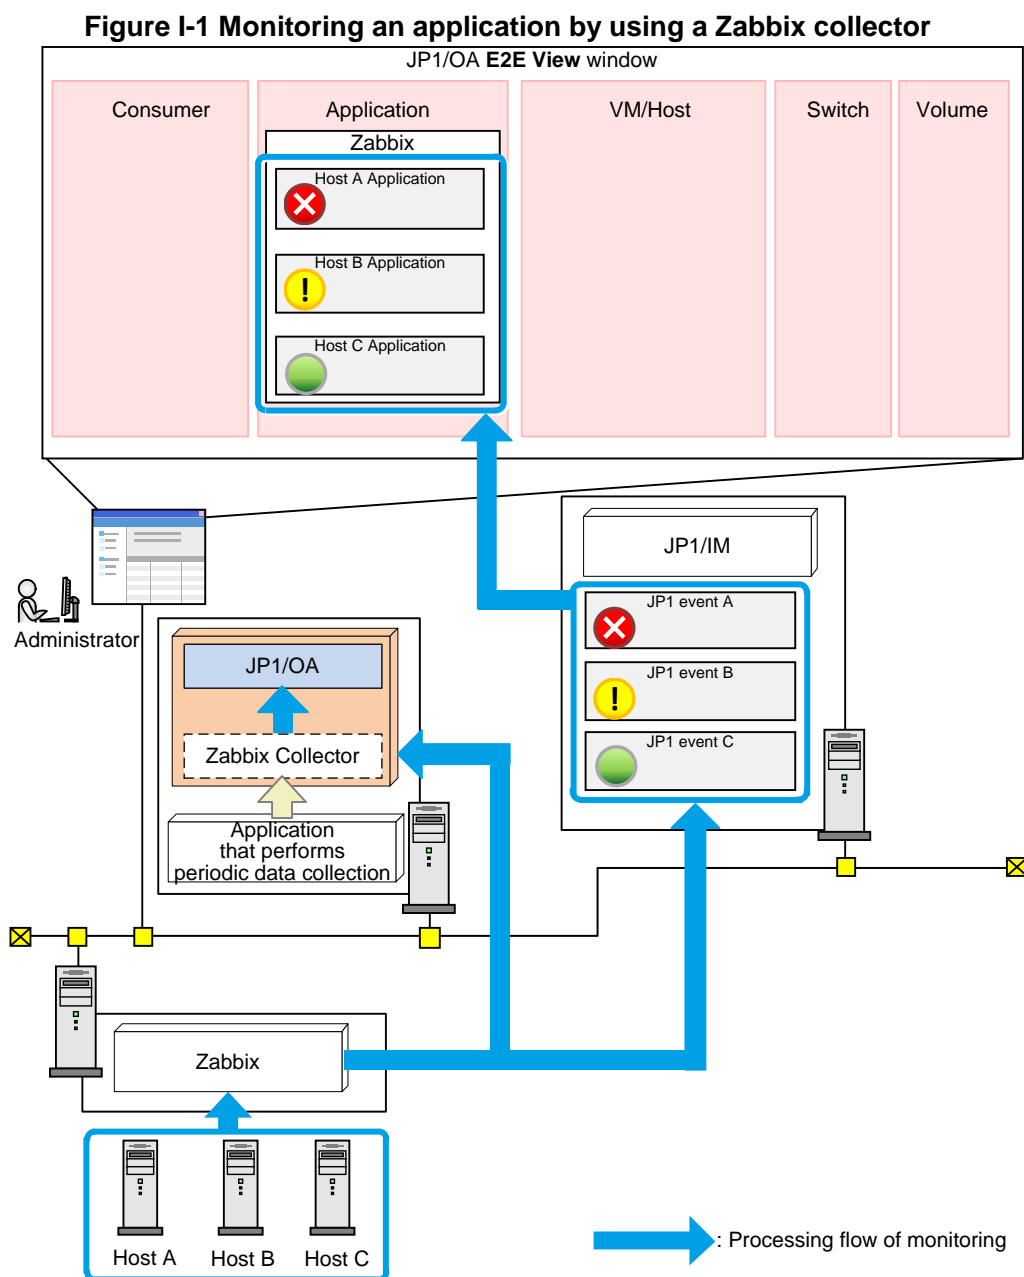 Figure I-1 Monitoring an application by using a Zabbix collector
JP1/OA E2E View window
Consumer
Application
VM/Host
Switch
Volume
Zabbix
Host A Application
Host B Application
!
Host C Application
JP1/IM
JP1 event A
JP1 event B
!
JP1 event C
Administrator
JP1/OA
Zabbix Collector
Application
that performs
periodic data collection
Zabbix
Host A
Host B
Host C
: Processing flow of monitoring